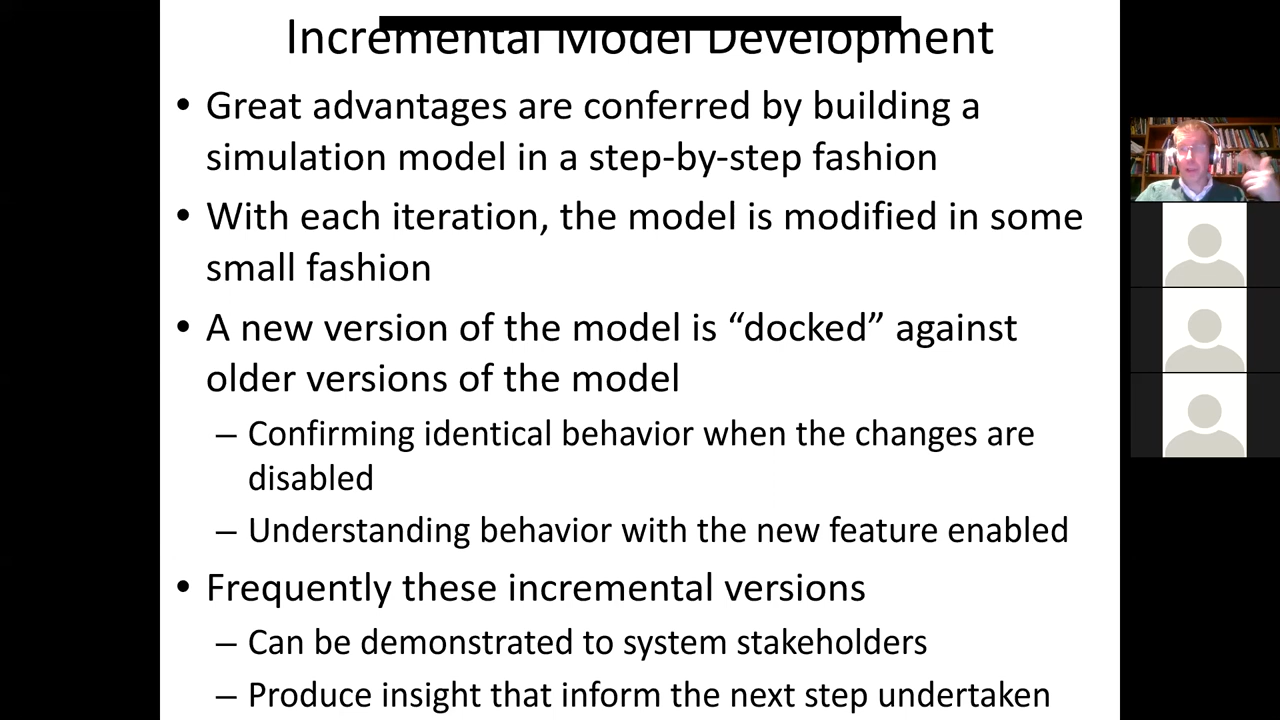 Incremental Model Development
• Great advantages are conferred by building a
simulation model in a step-by-step fashion
• With each iteration, the model is modified in some
small fashion
• A new version of the model is “docked” against
older versions of the model
– Confirming identical behavior when the changes are
disabled
– Understanding behavior with the new feature enabled
• Frequently these incremental versions
– Can be demonstrated to system stakeholders
– Produce insight that inform the next step undertaken